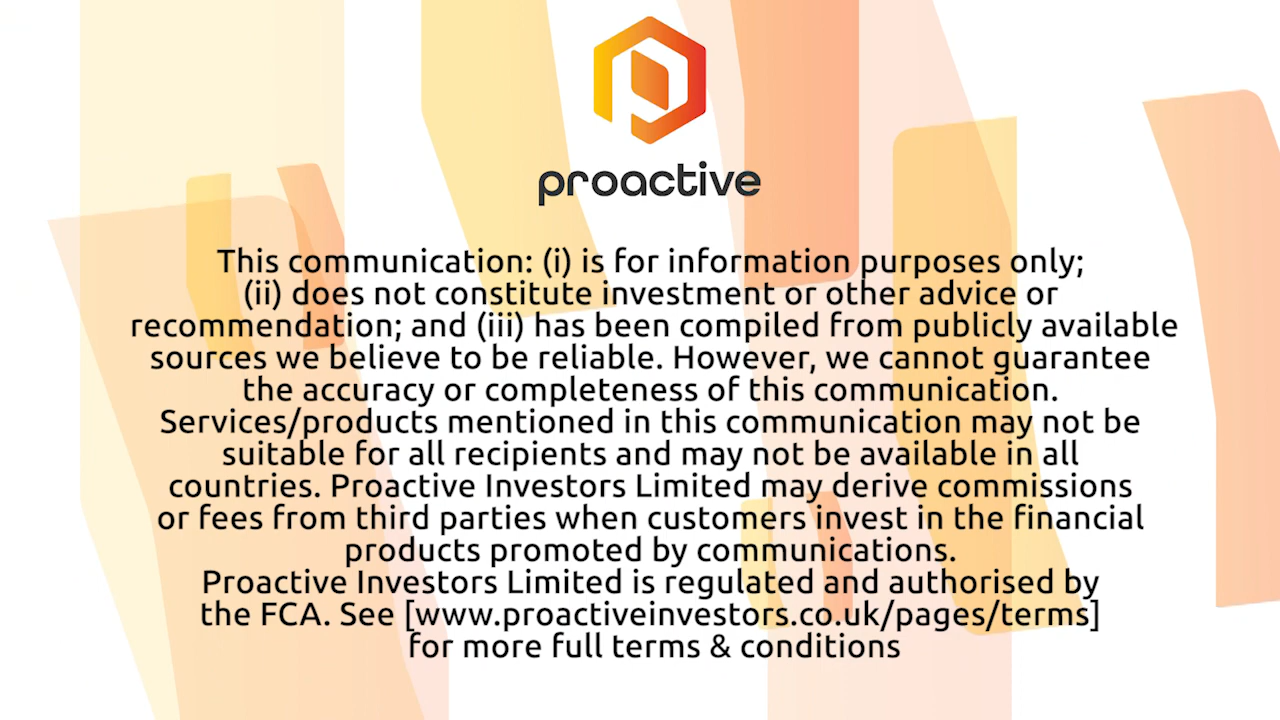 proactive
This communication: (i) is for information purposes only;
(ii) does not constitute investment or other advice or
recommendation; and (iii) has been compiled from publicly available
sources we believe to be reliable. However, we cannot guarantee
the accuracy or completeness of this communication.
Services/products mentioned in this communication may not be
suitable for all recipients and may not be available in all
countries. Proactive Investors Limited may derive commissions
or fees from third parties when customers invest in the financial
products promoted by communications.
Proactive Investors Limited is regulated and authorised by
the FCA. See [www.proactiveinvestors.co.uk/pages/terms]
for more full terms & conditions